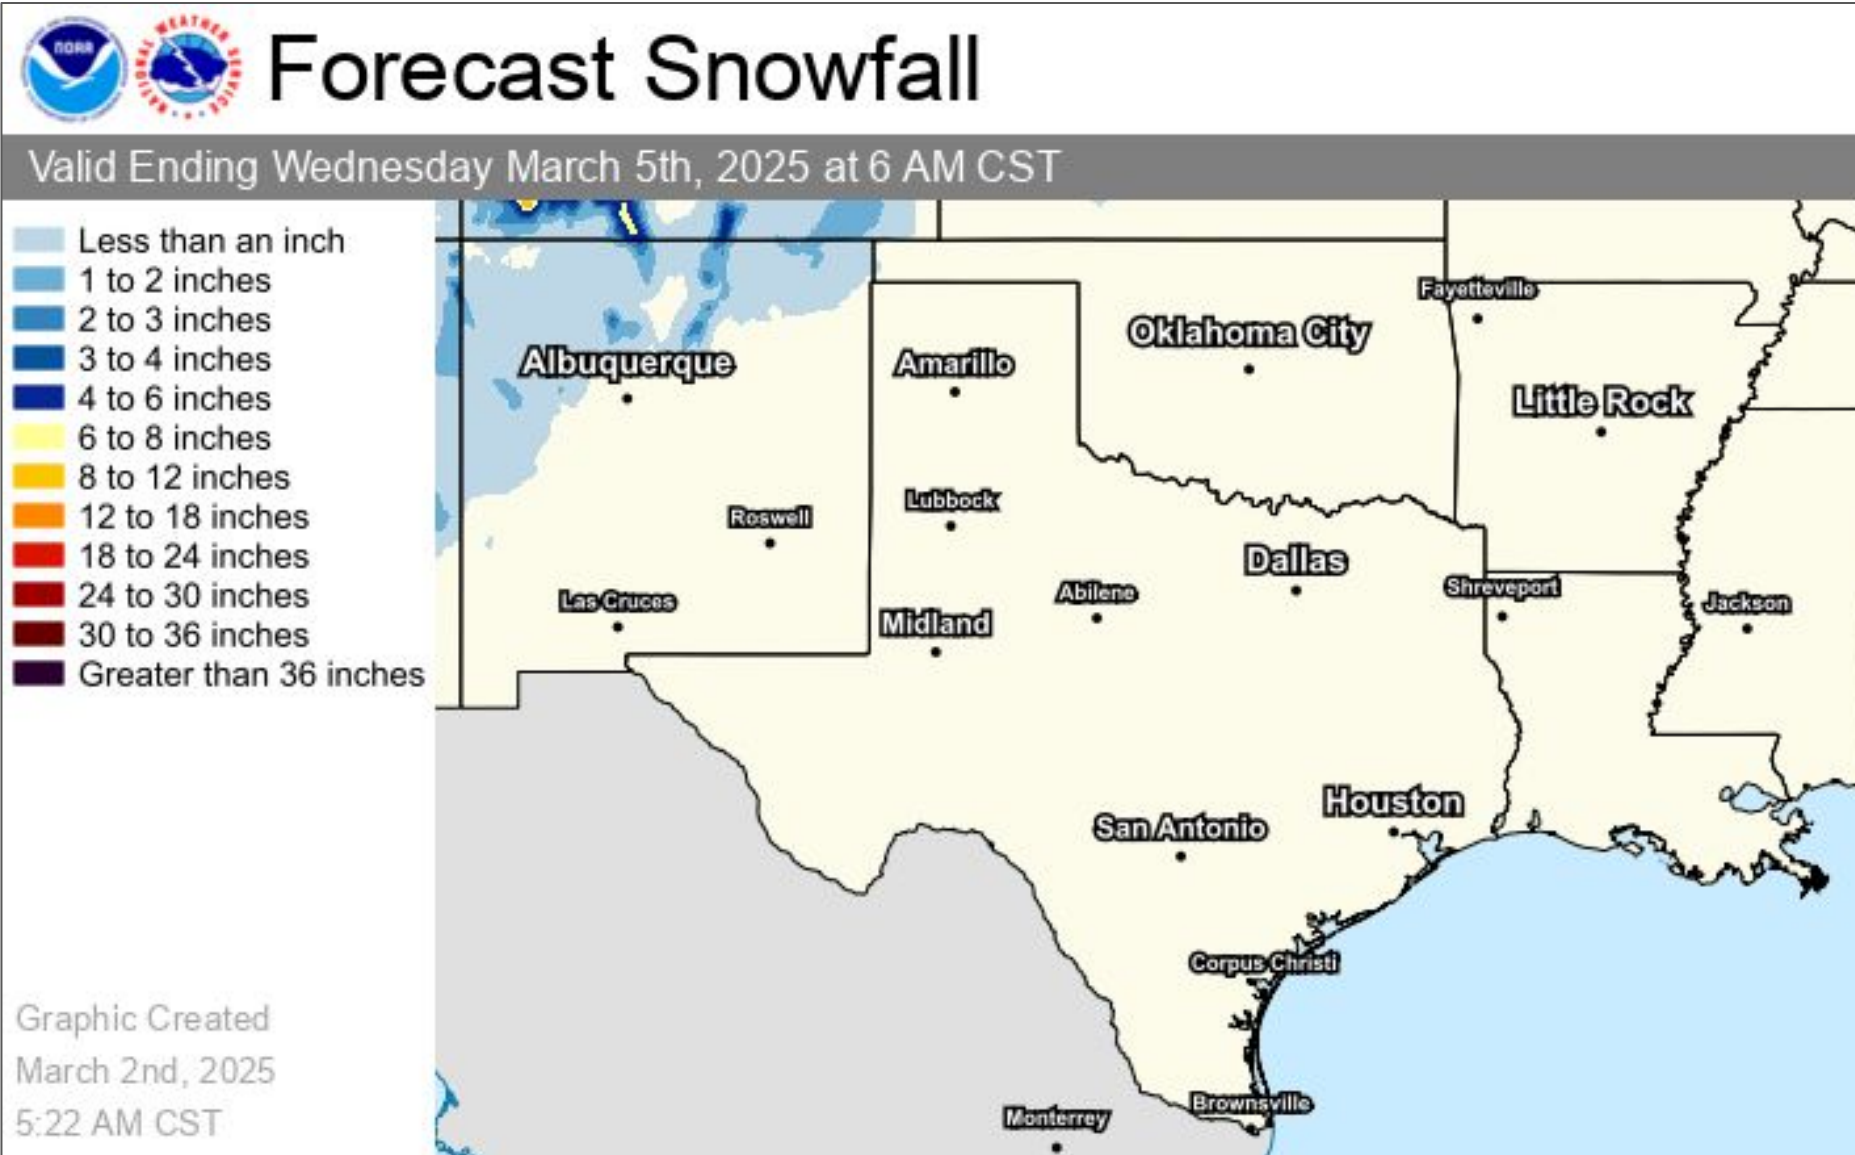 NOAA
NATIONAL WEATHER SERVICE
Forecast Snowfall
Valid Ending Wednesday March 5th, 2025 at 6 AM CST
Less than an inch
1 to 2 inches
2 to 3 inches
3 to 4 inches
4 to 6 inches
6 to 8 inches
8 to 12 inches
12 to 18 inches
18 to 24 inches
24 to 30 inches
30 to 36 inches
Greater than 36 inches
Fayetteville
Oklahoma City
Albuquerque
Amarillo
Little Rock
Lubbock
Roswell
Dallas
Shreveport
Abilene
Las Cruces
Jackson
Midland
Houston
San Antonio
Corpus Christi
Brownsville
Monterrey
Graphic Created
March 2nd, 2025
5:22 AM CST